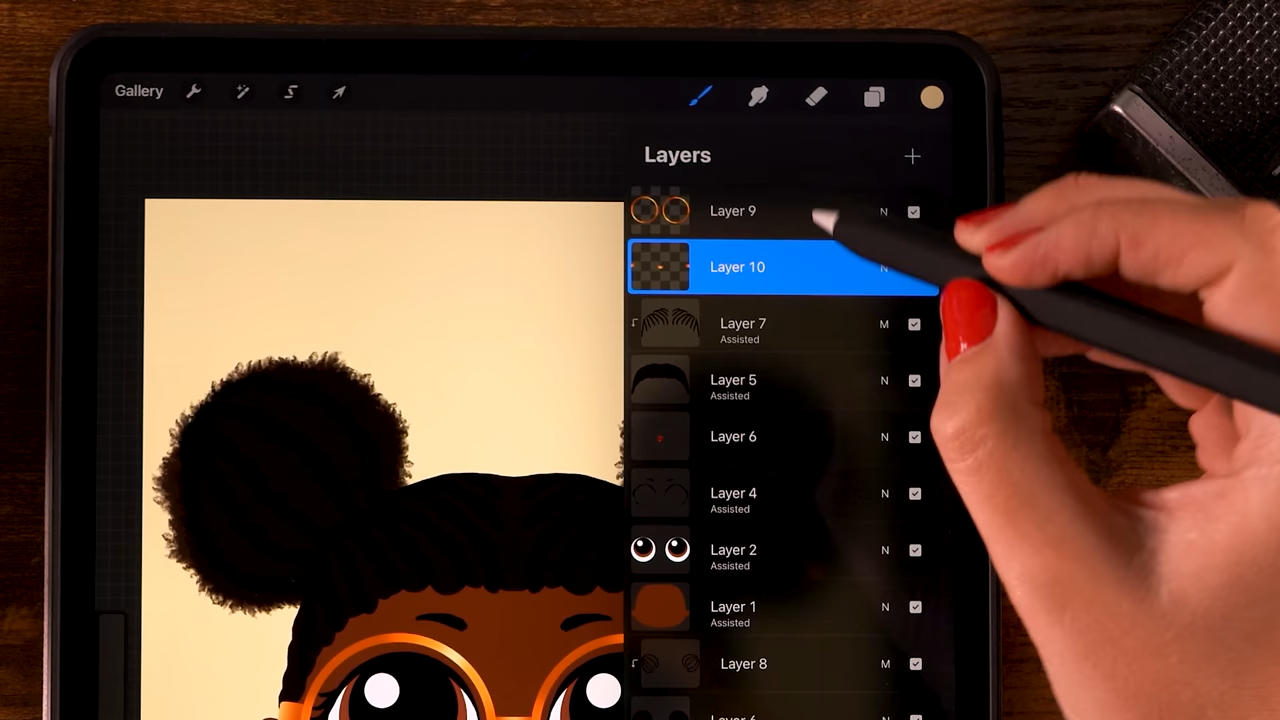 Gallery
Layers
Layer 9 N
Layer 10 N
Layer 7 M
Assisted
Layer 5 N
Assisted
Layer 6 N
Layer 4 N
Assisted
Layer 2 N
Assisted
Layer 1 N
Assisted
Layer 8 M